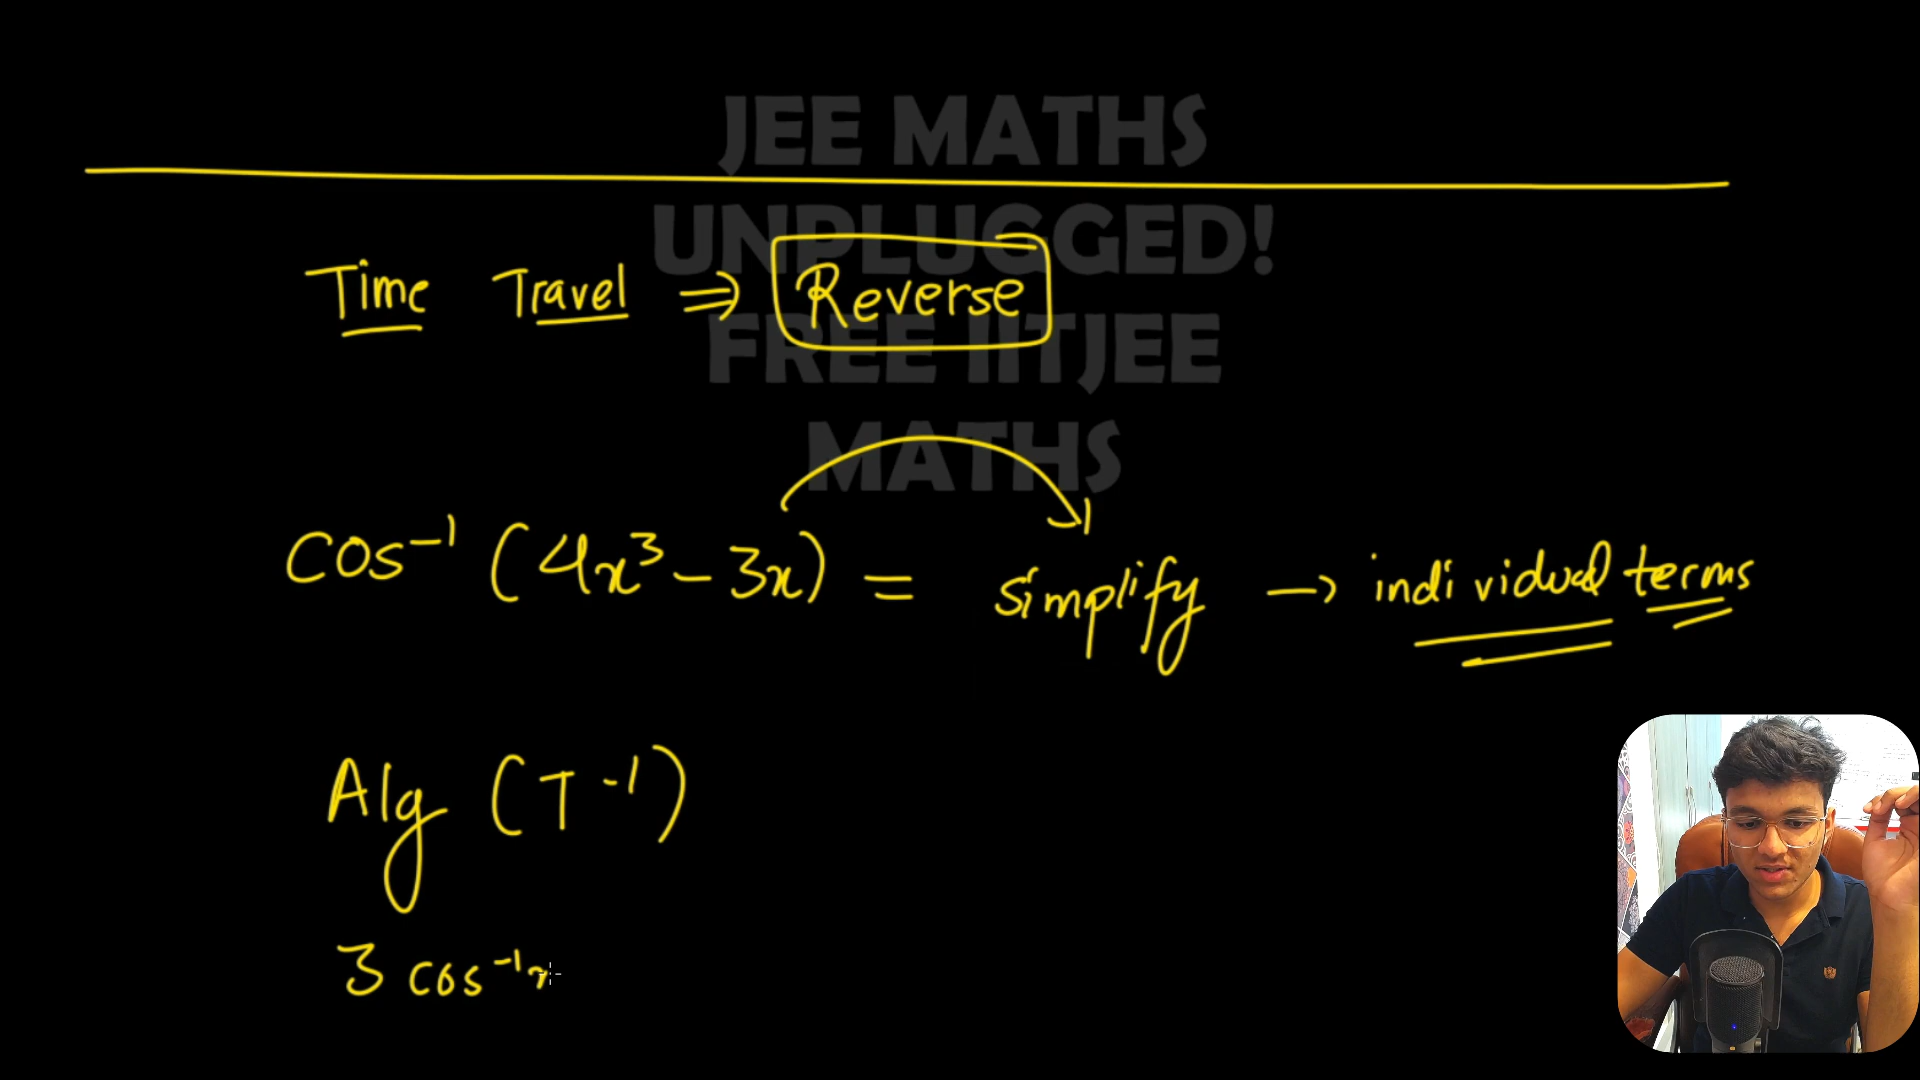 JEE MATHS
UNPLUGGED!
FREE IITJEE
MATHS
Time Travel ⇒ Reverse
cos⁻¹ (4x³ - 3x) = simplify → individual terms
Alg (T⁻¹)
3 cos⁻¹x